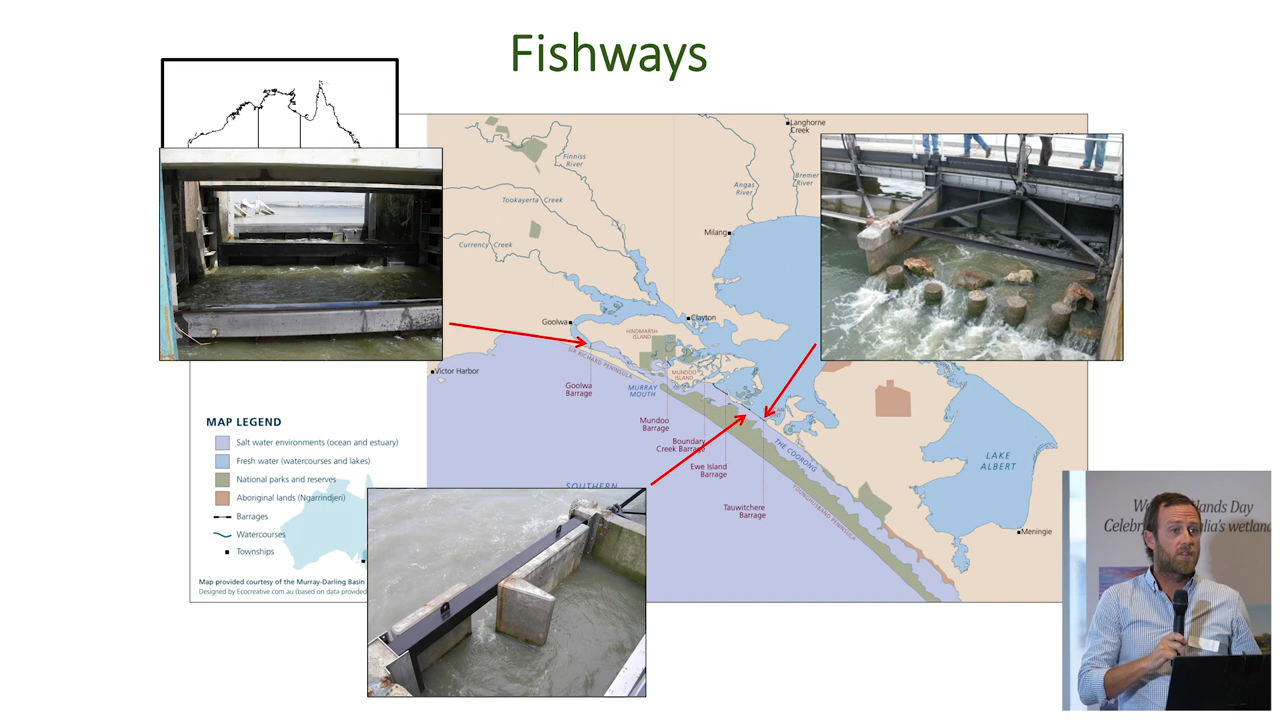 Fishways
Langhorne
Creek
Finniss
River
Angas
River
Bremer
River
Tookayerta Creek
Milang
Currency Creek
Goolwa
Clayton
HINDMARSH
ISLAND
SIR RICHARD PENINSULA
MUNDOO
ISLAND
Victor Harbor
Goolwa
Barrage
MURRAY
MOUTH
Mundoo
Barrage
Boundary
Creek Barrage
THE COORONG
Ewe Island
Barrage
LAKE
ALBERT
SOUTHERN
YOUNGHUSBAND PENINSULA
Tauwitchere
Barrage
Meningie
MAP LEGEND
Salt water environments (ocean and estuary)
Fresh water (watercourses and lakes)
National parks and reserves
Aboriginal lands (Ngarrindjeri)
Barrages
Watercourses
Townships
Map provided courtesy of the Murray-Darling Basin
Designed by Ecocreative.com.au (based on data provided
lands Day
Celebr lia's wetland